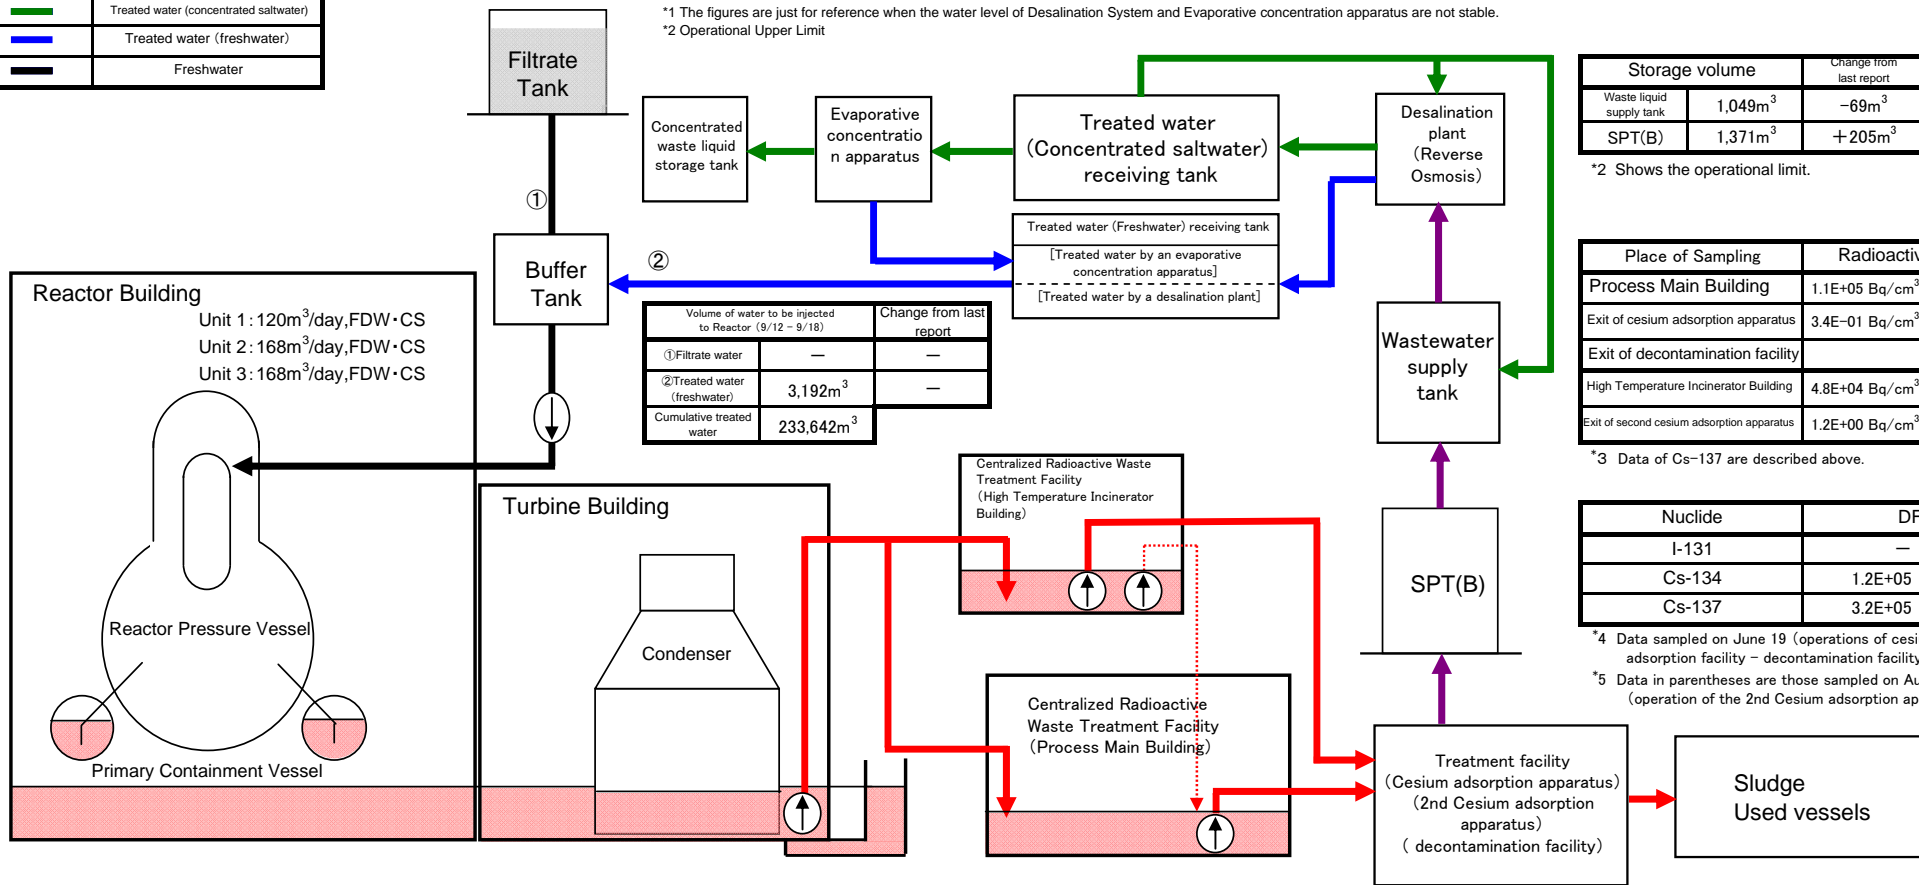 Treated water (concentrated saltwater)
Treated water (freshwater)
Freshwater
*1 The figures are just for reference when the water level of Desalination System and Evaporative concentration apparatus are not stable.
*2 Operational Upper Limit
Filtrate
Tank
①
Buffer
Tank
②
Concentrated
waste liquid
storage tank
Evaporative
concentratio
n apparatus
Treated water
(Concentrated saltwater)
receiving tank
Desalination
plant
(Reverse
Osmosis)
Treated water (Freshwater) receiving tank
[Treated water by an evaporative
concentration apparatus]
[Treated water by a desalination plant]
Storage volume Change from
last report
Waste liquid
supply tank 1,049m³ -69m³
SPT(B) 1,371m³ +205m³
*2 Shows the operational limit.
Volume of water to be injected
to Reactor (9/12 - 9/18) Change from last
report
①Filtrate water — —
②Treated water
(freshwater) 3,192m³ —
Cumulative treated
water 233,642m³
Wastewater
supply
tank
Place of Sampling Radioactiv
Process Main Building 1.1E+05 Bq/cm³
Exit of cesium adsorption apparatus 3.4E-01 Bq/cm³
Exit of decontamination facility
High Temperature Incinerator Building 4.8E+04 Bq/cm³
Exit of second cesium adsorption apparatus 1.2E+00 Bq/cm³
*3 Data of Cs-137 are described above.
Reactor Building
Unit 1:120m³/day,FDW・CS
Unit 2:168m³/day,FDW・CS
Unit 3:168m³/day,FDW・CS
Reactor Pressure Vessel
Primary Containment Vessel
Turbine Building
Condenser
Centralized Radioactive Waste
Treatment Facility
(High Temperature Incinerator
Building)
Centralized Radioactive
Waste Treatment Facility
(Process Main Building)
SPT(B)
Nuclide DF
I-131 —
Cs-134 1.2E+05
Cs-137 3.2E+05
*4 Data sampled on June 19 (operations of cesi
adsorption facility - decontamination facility
*5 Data in parentheses are those sampled on Au
(operation of the 2nd Cesium adsorption ap
Treatment facility
(Cesium adsorption apparatus)
(2nd Cesium adsorption
apparatus)
( decontamination facility)
Sludge
Used vessels